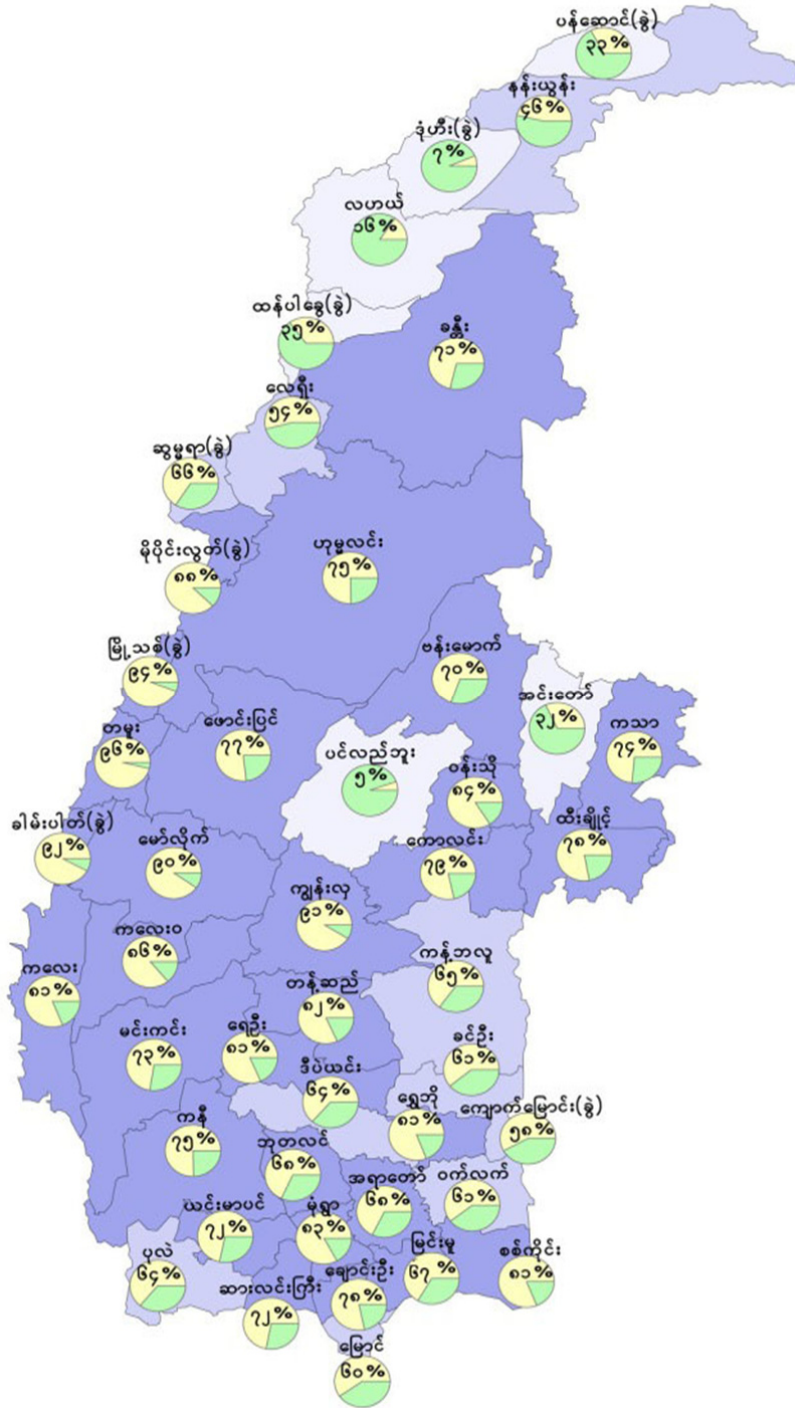 ပန်ဆောင်(ခွဲ)
၃၃%
နန်းယွန်း
၄၆%
ဒုံဟီး(ခွဲ)
၇%
လဟယ်
၁၆%
ထန်ပါခွေ(ခွဲ)
၃၅%
ခန္တီး
၇၁%
လေရှီး
၅၄%
ဆွမ္မရာ(ခွဲ)
၆၆%
မိုပိုင်းလွတ်(ခွဲ)
၈၈%
ဟုမ္မလင်း
၇၅%
မြို့သစ်(ခွဲ)
၉၄%
ဗန်းမောက်
၇၀%
အင်းတော်
၃၂%
တမူး
၉၆%
ဖောင်းပြင်
၇၇%
ပင်လည်ဘူး
၅%
ဝန်းသို
၈၄%
ကသာ
၇၄%
ခါမ်းပါတ်(ခွဲ)
၉၂%
မော်လိုက်
၉၀%
ကောလင်း
၇၉%
ထီးချိုင့်
၇၈%
ကျွန်းလှ
၉၁%
ကလေးဝ
၈၆%
ကလေး
၈၁%
ကန့်ဘလူ
၆၅%
တန့်ဆည်
၈၂%
မင်းကင်း
၇၃%
ရေဦး
၈၁%
ခင်ဦး
၆၁%
ဒီပဲယင်း
၆၄%
ရွှေဘို
၈၁%
ကျောက်မြောင်း(ခွဲ)
၅၈%
ကနီ
၇၅%
ဘုတလင်
၆၈%
အရာတော်
၆၈%
ဝက်လက်
၆၁%
ယင်းမာပင်
၇၂%
မုံရွာ
၈၃%
ပုလဲ
၆၄%
မြင်းမူ
၆၇%
စစ်ကိုင်း
၈၁%
ဆားလင်းကြီး
၇၂%
ချောင်းဦး
၇၈%
မြောင်
၆၀%